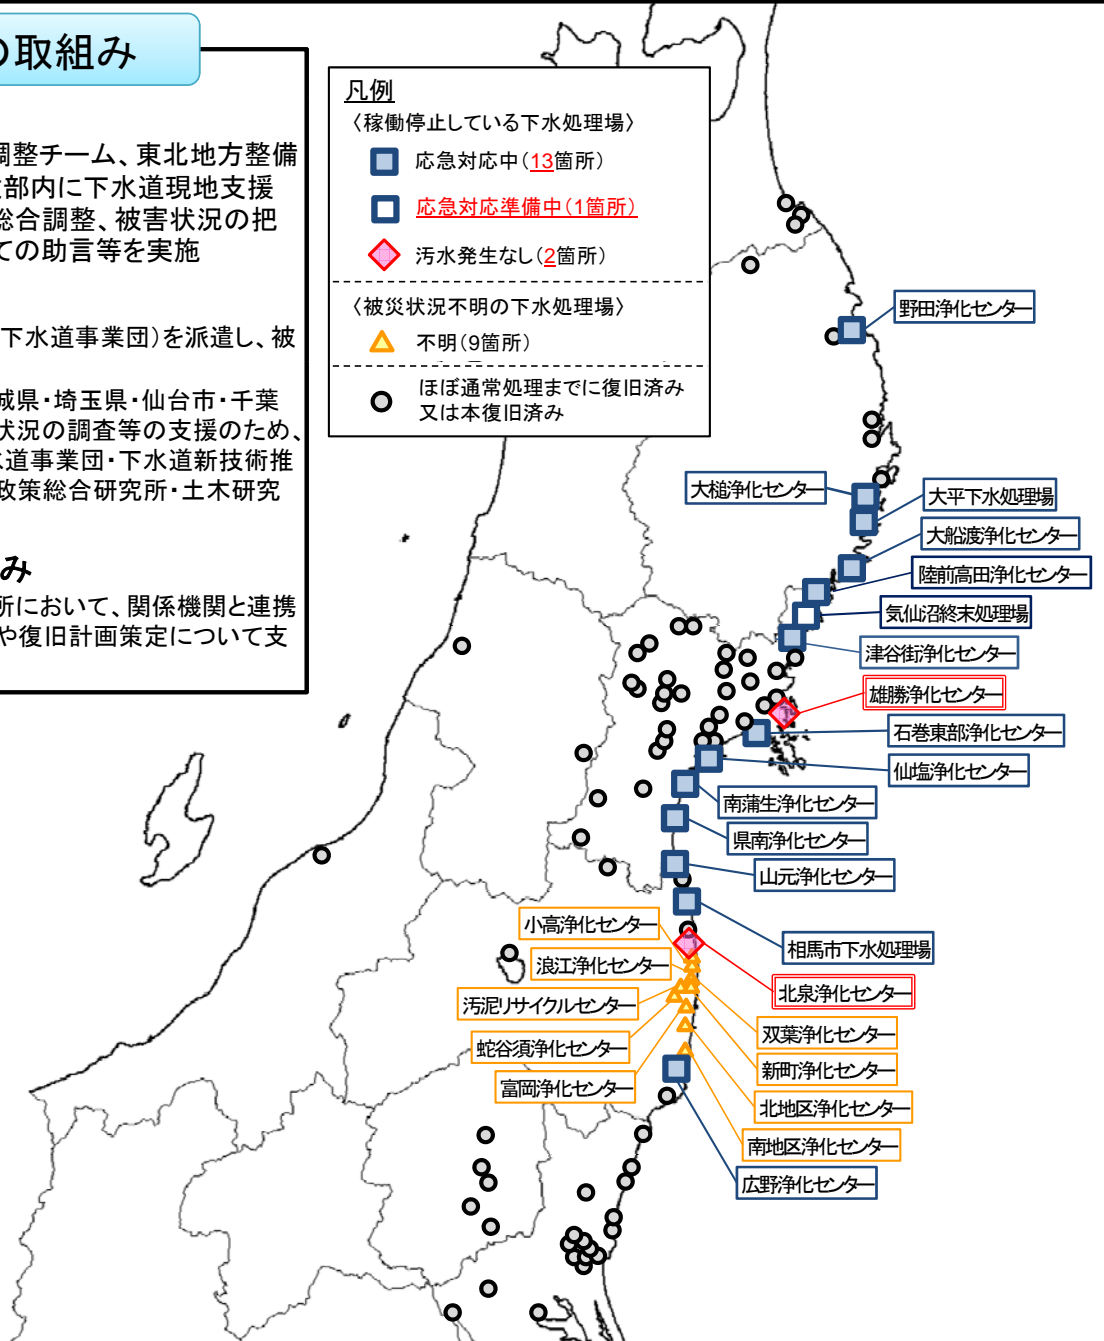 の取組み
調整チーム、東北地方整備
部内に下水道現地支援
総合調整、被害状況の把
ての助言等を実施
下水道事業団）を派遣し、被
城県・埼玉県・仙台市・千葉
状況の調査等の支援のため、
水道事業団・下水道新技術推
政策総合研究所・土木研究
み
所において、関係機関と連携
や復旧計画策定について支
凡例
〈稼働停止している下水処理場〉
応急対応中（13箇所）
応急対応準備中（1箇所）
汚水発生なし（2箇所）
〈被災状況不明の下水処理場〉
不明（9箇所）
ほぼ通常処理までに復旧済み
又は本復旧済み
野田浄化センター
大槌浄化センター
大平下水処理場
大船渡浄化センター
陸前高田浄化センター
気仙沼終末処理場
津谷街浄化センター
雄勝浄化センター
石巻東部浄化センター
仙塩浄化センター
南蒲生浄化センター
県南浄化センター
山元浄化センター
小高浄化センター
相馬市下水処理場
浪江浄化センター
北泉浄化センター
汚泥リサイクルセンター
双葉浄化センター
蛇谷須浄化センター
新町浄化センター
富岡浄化センター
北地区浄化センター
南地区浄化センター
広野浄化センター